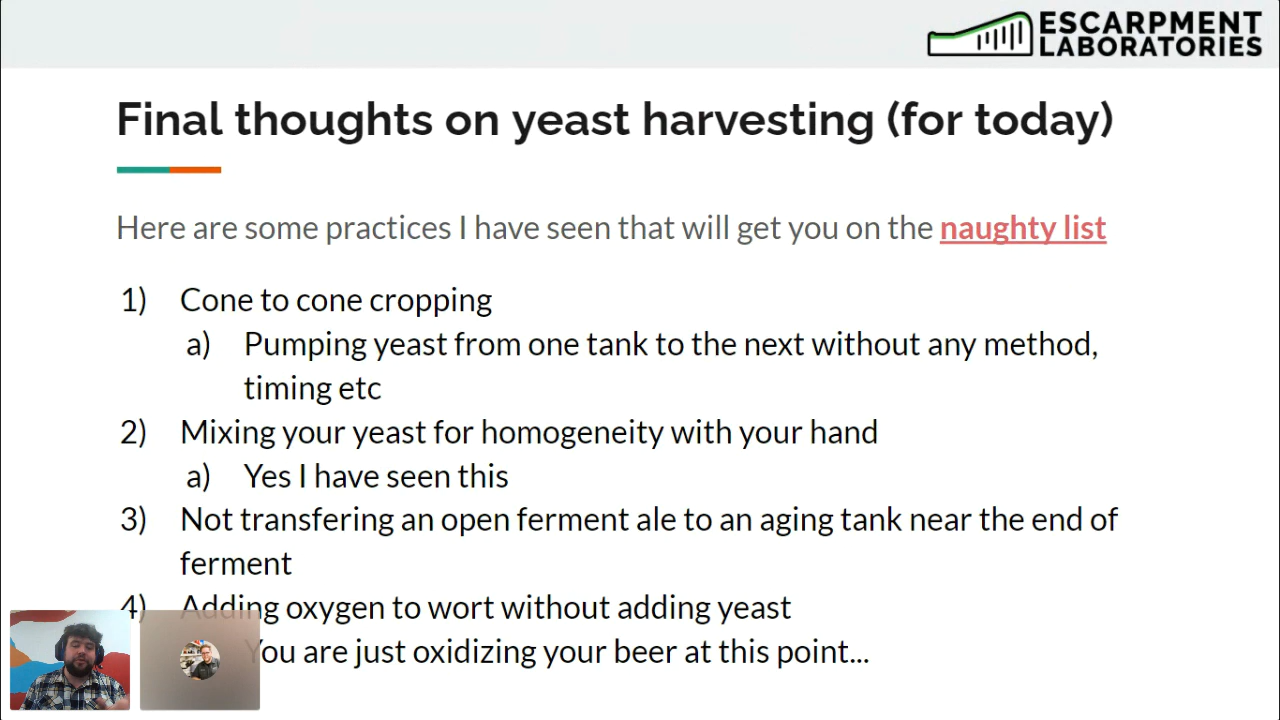 ESCARPMENT
LABORATORIES
Final thoughts on yeast harvesting (for today)
Here are some practices I have seen that will get you on the naughty list
1) Cone to cone cropping
a) Pumping yeast from one tank to the next without any method,
timing etc
2) Mixing your yeast for homogeneity with your hand
a) Yes I have seen this
3) Not transfering an open ferment ale to an aging tank near the end of
ferment
4) Adding oxygen to wort without adding yeast
You are just oxidizing your beer at this point...